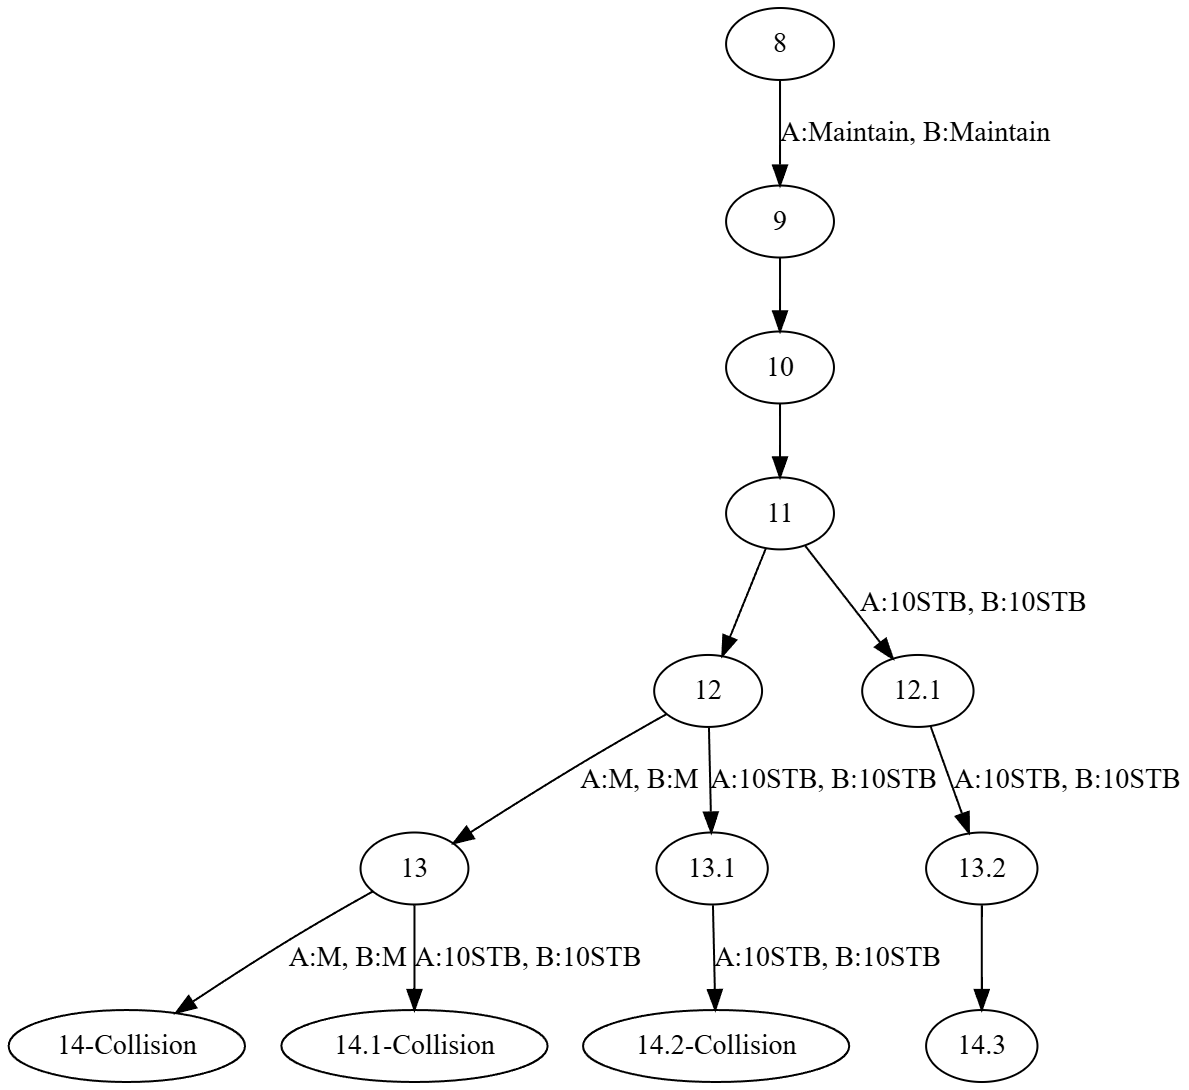 8
A:Maintain, B:Maintain
9
10
11
A:10STB, B:10STB
12
12.1
A:M, B:M
A:10STB, B:10STB
A:10STB, B:10STB
13
13.1
13.2
A:M, B:M
A:10STB, B:10STB
A:10STB, B:10STB
14-Collision
14.1-Collision
14.2-Collision
14.3